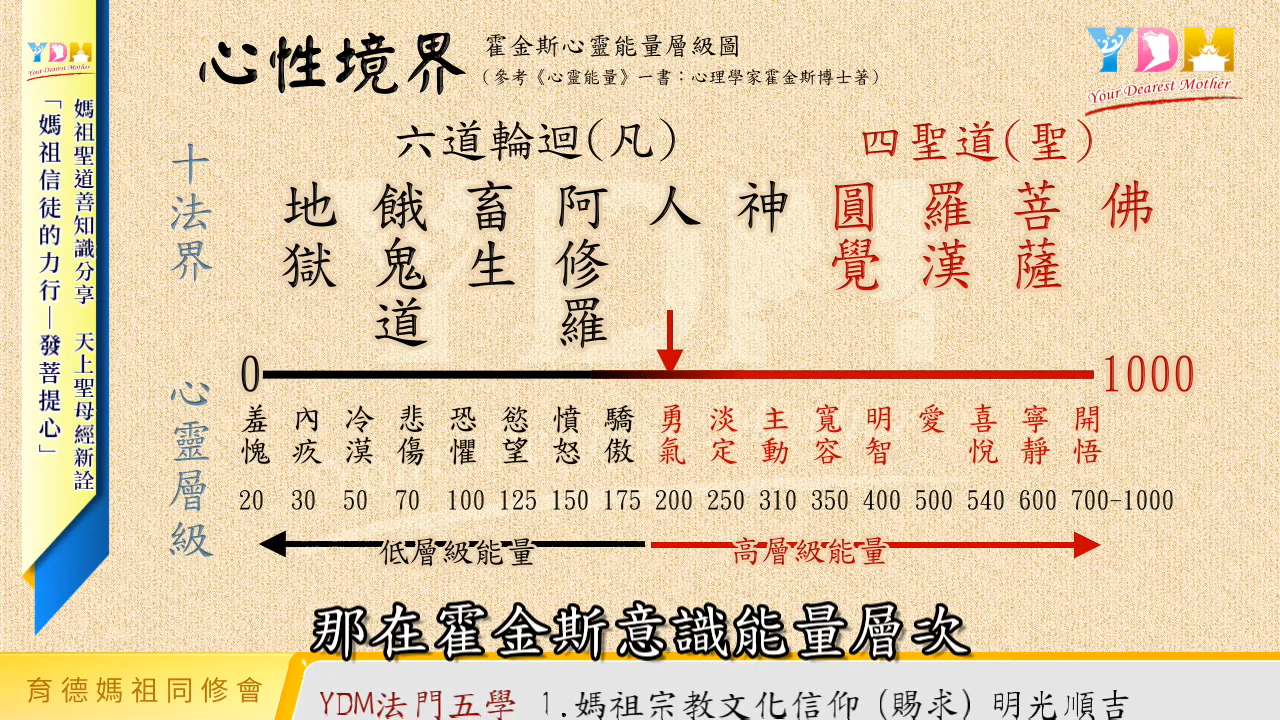 YDM
Your Dearest Mother
媽祖聖道善知識分享 天上聖母經新詮
「媽祖信徒的力行—發菩提心」
心性境界
霍金斯心靈能量層級圖
(參考《心靈能量》一書：心理學家霍金斯博士著)
YDM
Your Dearest Mother
十法界
六道輪迴(凡)
四聖道(聖)
地獄
餓鬼道
畜生
阿修羅
人
神
圓覺
羅漢
菩薩
佛
0
1000
心靈層級
羞愧
內疚
冷漠
悲傷
恐懼
慾望
憤怒
驕傲
勇氣
淡定
主動
寬容
明智
愛
喜悅
寧靜
開悟
20 30 50 70 100 125 150 175 200 250 310 350 400 500 540 600 700-1000
低層級能量
高層級能量
那在霍金斯意識能量層次
育德媽祖同修會
YDM法門五學 1.媽祖宗教文化信仰 (賜求) 明光順吉